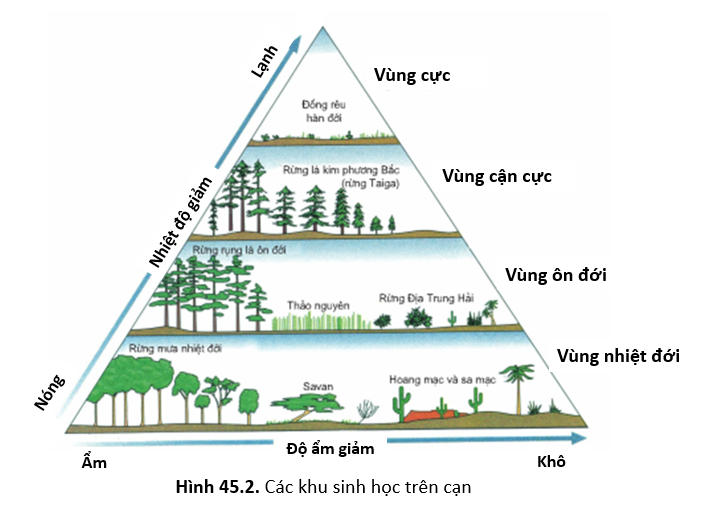 Lạnh
Vùng cực
Đồng rêu
hàn đới
Rừng lá kim phương Bắc
(rừng Taiga)
Vùng cận cực
Nhiệt độ giảm
Rừng rụng lá ôn đới
Thảo nguyên
Rừng Địa Trung Hải
Vùng ôn đới
Rừng mưa nhiệt đới
Savan
Hoang mạc và sa mạc
Vùng nhiệt đới
Nóng
Ẩm
Độ ẩm giảm
Khô
Hình 45.2. Các khu sinh học trên cạn